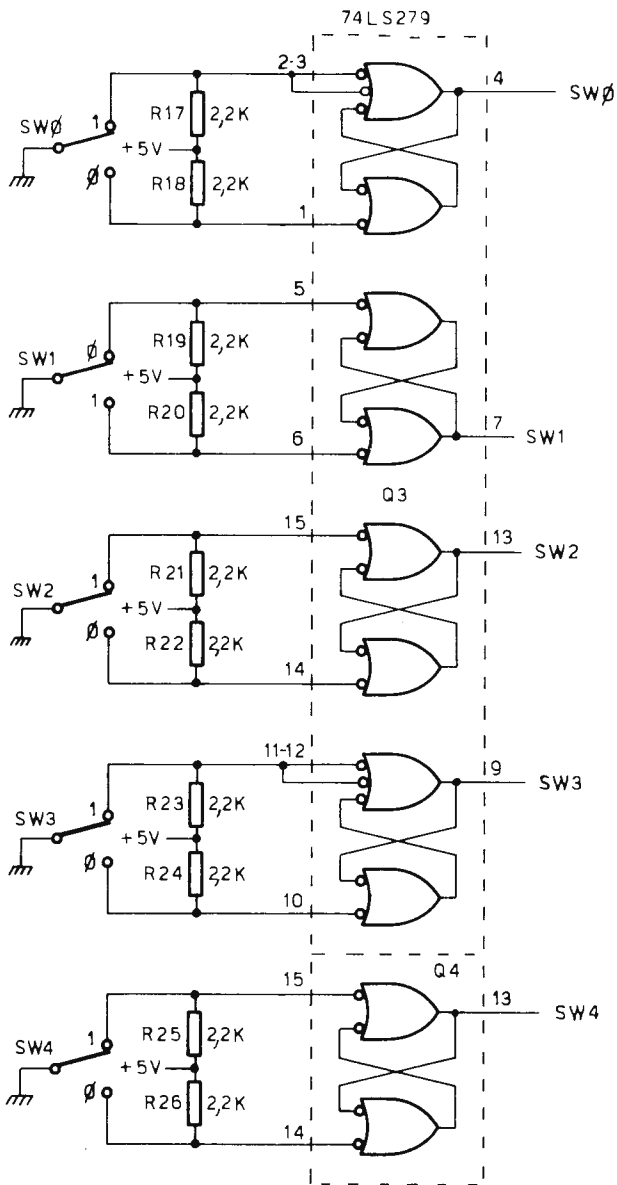 74LS279
2-3
4
SWØ
R17
2,2K
SWØ
1
+5V
Ø
R18
2,2K
1
5
SW1
Ø
R19
2,2K
+5V
1
R20
2,2K
6
7
SW1
Q3
15
13
SW2
SW2
1
R21
2,2K
+5V
Ø
R22
2,2K
14
11-12
9
SW3
SW3
1
R23
2,2K
+5V
Ø
R24
2,2K
10
Q4
15
13
SW4
SW4
1
R25
2,2K
+5V
Ø
R26
2,2K
14